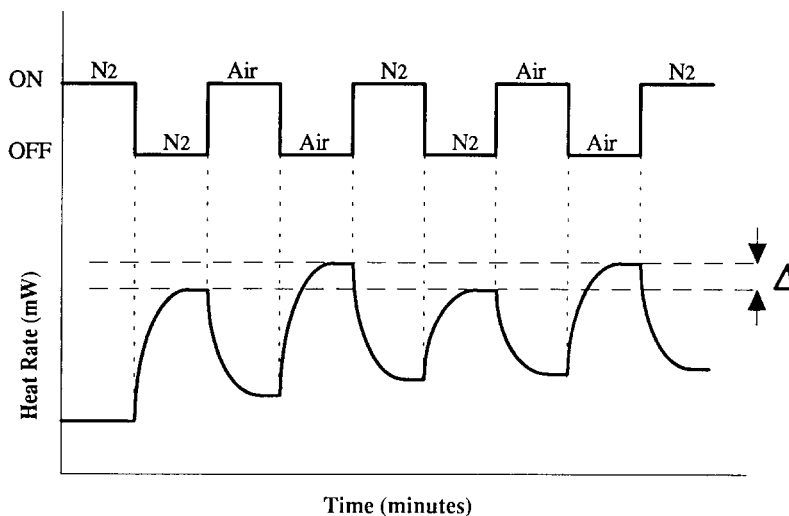 ON
N2
Air
N2
Air
N2
OFF
N2
Air
N2
Air
Δ
Heat Rate (mW)
Time (minutes)